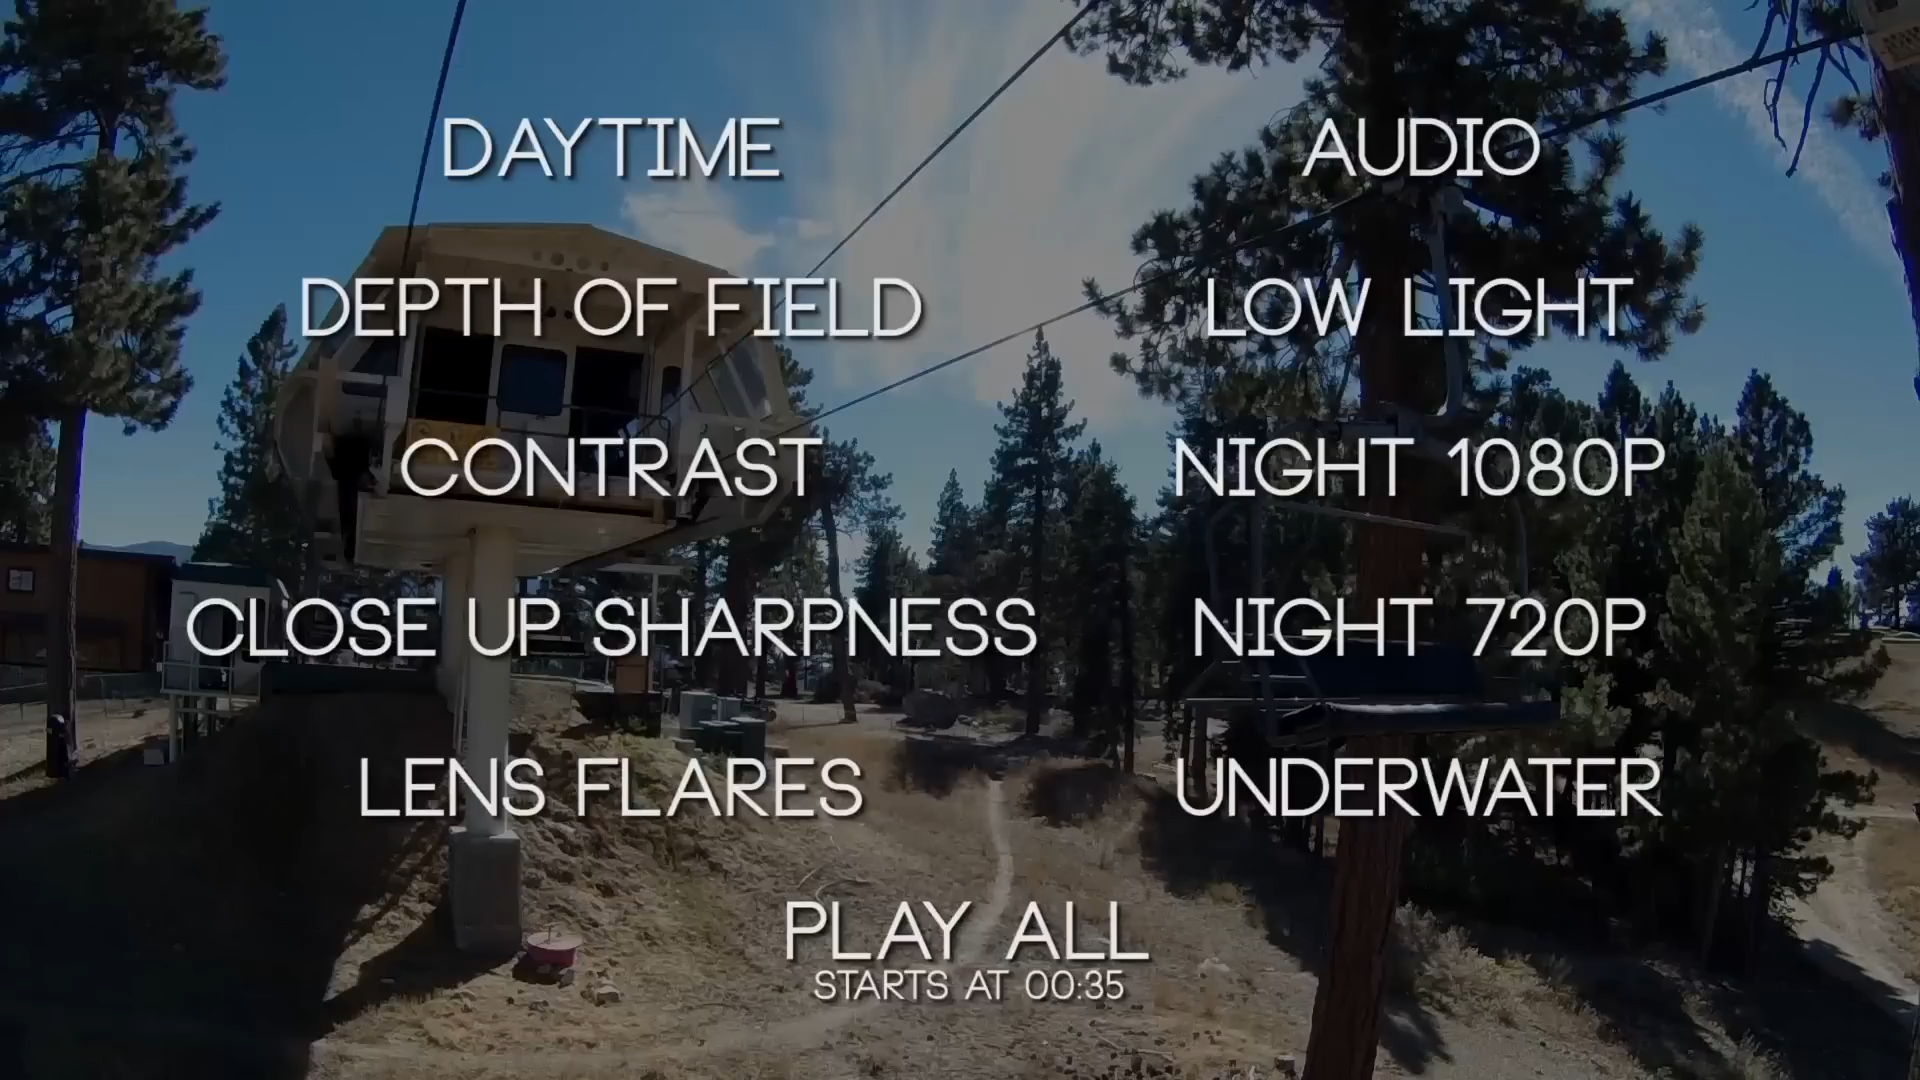 DAYTIME
DEPTH OF FIELD
CONTRAST
CLOSE UP SHARPNESS
LENS FLARES
AUDIO
LOW LIGHT
NIGHT 1080P
NIGHT 720P
UNDERWATER
PLAY ALL
STARTS AT 00:35